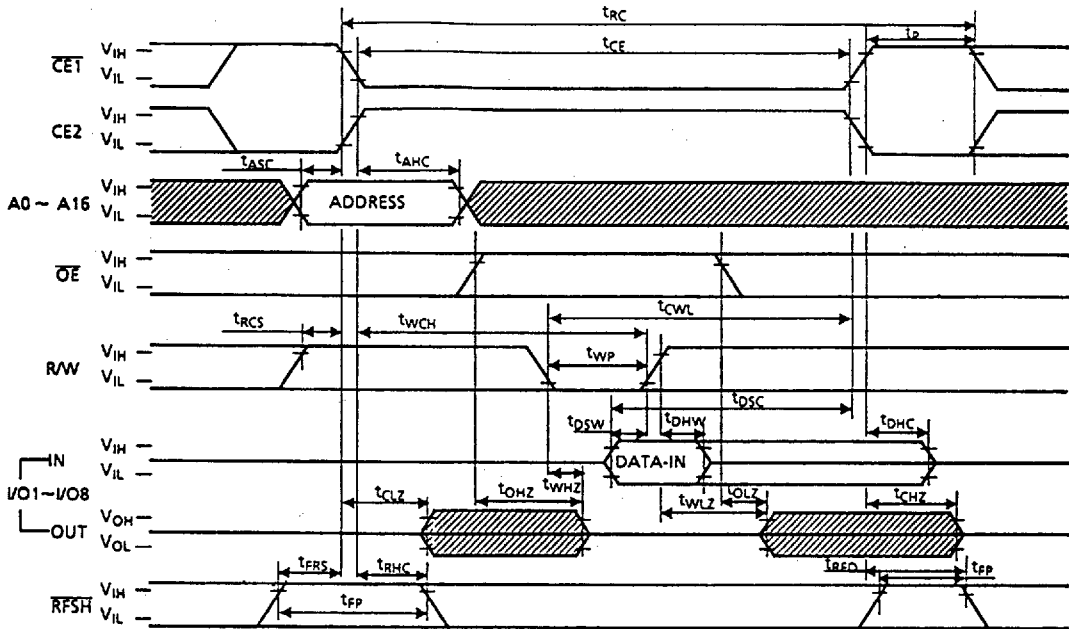 tRC
tP
CE1 VIH
VIL
tCE
CE2 VIH
VIL
tASC tAHC
A0 ~ A16 VIH
VIL
ADDRESS
OE VIH
VIL
tCWL
tRCS tWCH
R/W VIH
VIL
tWP
tDSC
tDSW tDHW tDHC
IN VIH
VIL
DATA-IN
I/O1~I/O8
tWHZ
tCLZ tOHZ tWLZ tOLZ tCHZ
OUT VOH
VOL
tFRS tRHC tRFD tFP
RFSH VIH
VIL
tFP